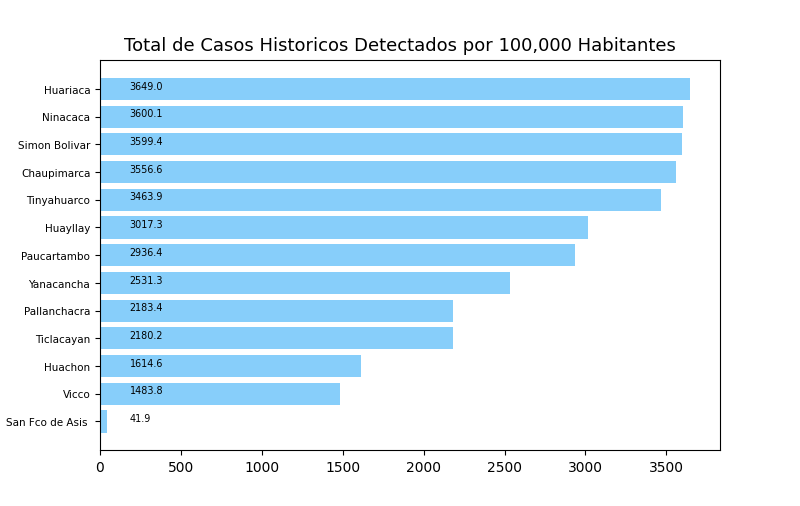 Total de Casos Historicos Detectados por 100,000 Habitantes
Huariaca 3649.0
Ninacaca 3600.1
Simon Bolivar 3599.4
Chaupimarca 3556.6
Tinyahuarco 3463.9
Huayllay 3017.3
Paucartambo 2936.4
Yanacancha 2531.3
Pallanchacra 2183.4
Ticlacayan 2180.2
Huachon 1614.6
Vicco 1483.8
San Fco de Asis 41.9
0 500 1000 1500 2000 2500 3000 3500